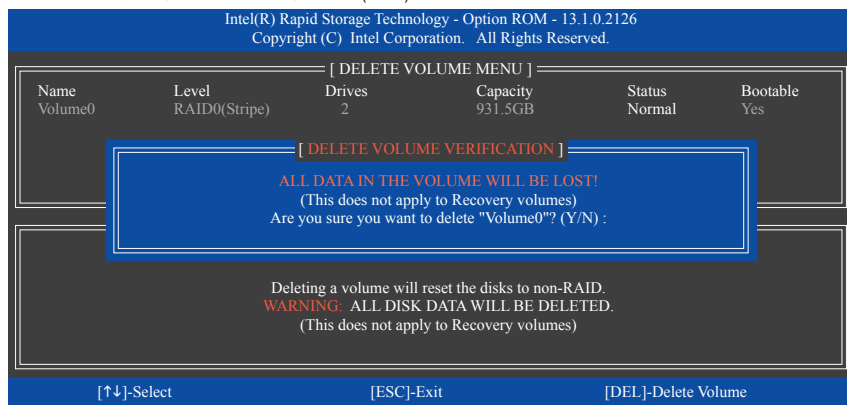 Intel(R) Rapid Storage Technology - Option ROM - 13.1.0.2126
Copyright (C) Intel Corporation. All Rights Reserved.
[ DELETE VOLUME MENU ]
Name Level Drives Capacity Status Bootable
Volume0 RAID0(Stripe) 2 931.5GB Normal Yes
[ DELETE VOLUME VERIFICATION ]
ALL DATA IN THE VOLUME WILL BE LOST!
(This does not apply to Recovery volumes)
Are you sure you want to delete "Volume0"? (Y/N) :
Deleting a volume will reset the disks to non-RAID.
WARNING: ALL DISK DATA WILL BE DELETED.
(This does not apply to Recovery volumes)
[↑↓]-Select [ESC]-Exit [DEL]-Delete Volume